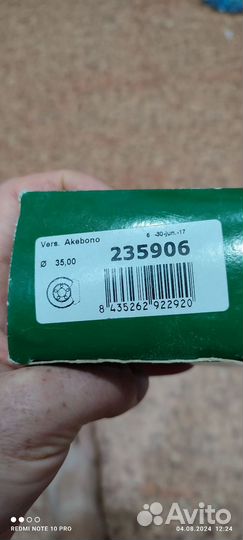 6 -30-jun.-17
Vers. Akebono
235906
Ø 35,00
8 435262 922920
REDMI NOTE 10 PRO
Avito
04.08.2024 12:24